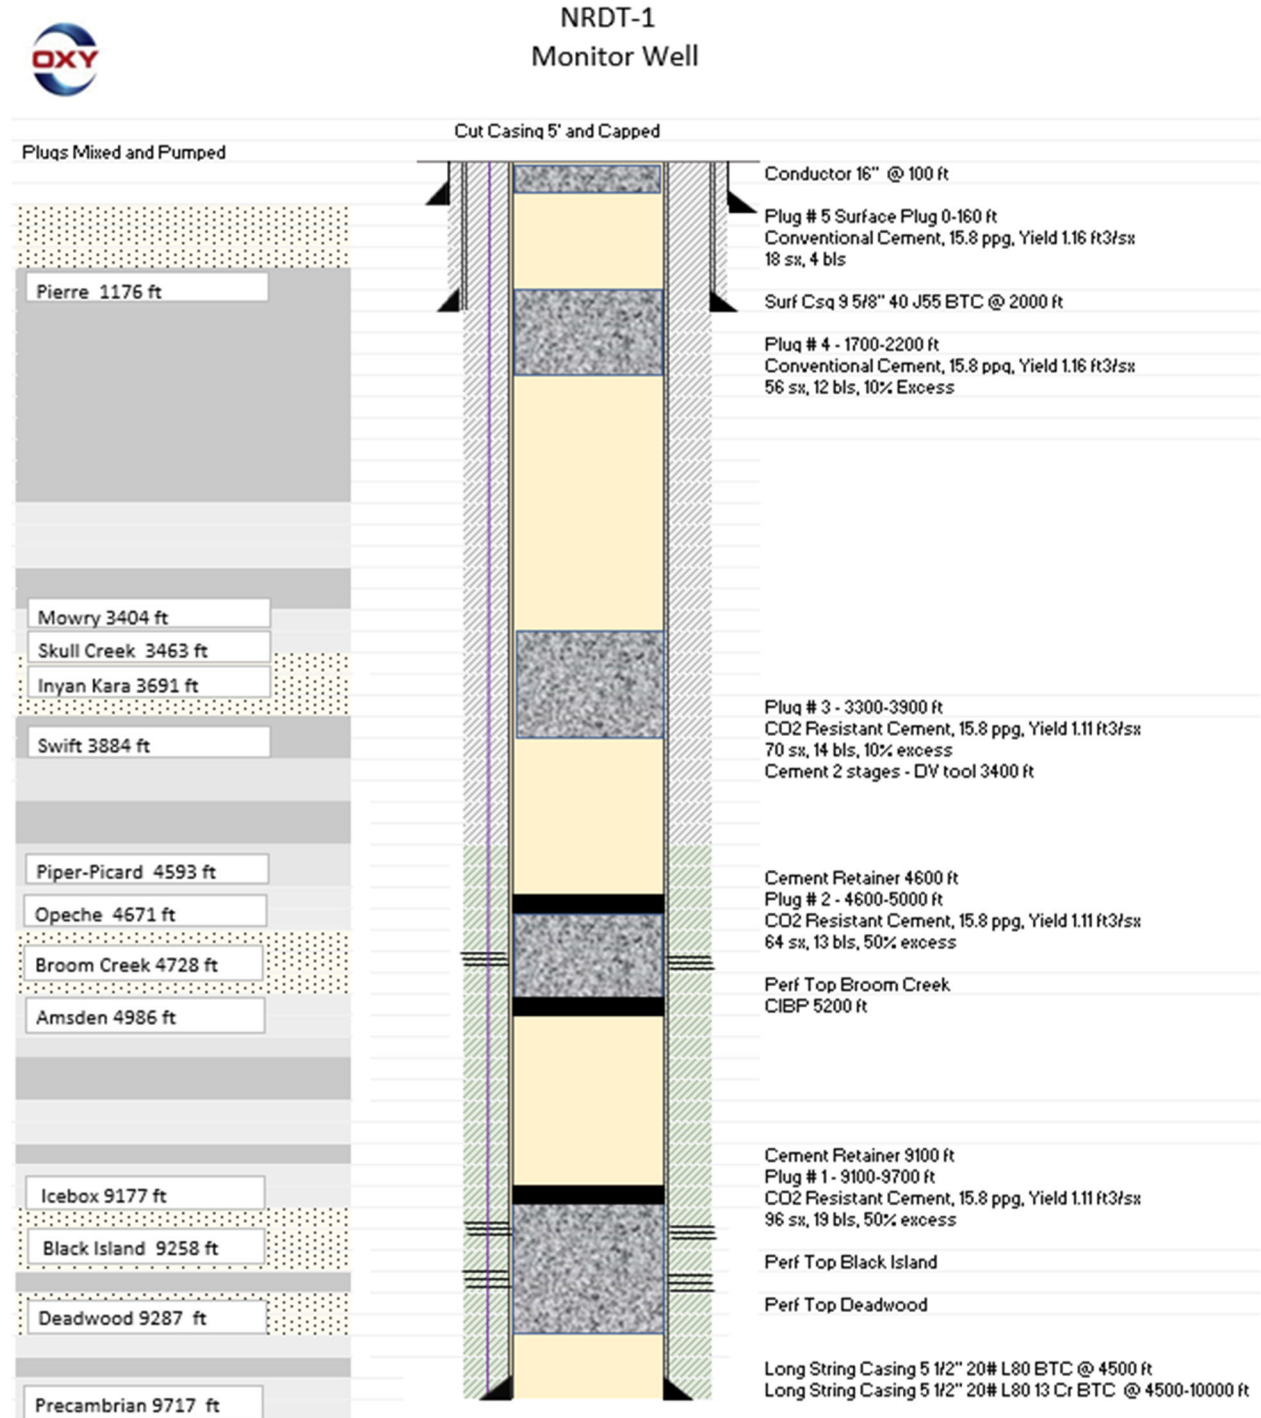 NRDT-1
Monitor Well
OXY
Cut Casing 5' and Capped
Plugs Mixed and Pumped
Conductor 16" @ 100 ft
Plug # 5 Surface Plug 0-160 ft
Conventional Cement, 15.8 ppg, Yield 1.16 ft3/sx
18 sx, 4 bls
Pierre 1176 ft
Surf Csg 9 5/8" 40 J55 BTC @ 2000 ft
Plug # 4 - 1700-2200 ft
Conventional Cement, 15.8 ppg, Yield 1.16 ft3/sx
56 sx, 12 bls, 10% Excess
Mowry 3404 ft
Skull Creek 3463 ft
Inyan Kara 3691 ft
Swift 3884 ft
Plug # 3 - 3300-3900 ft
CO2 Resistant Cement, 15.8 ppg, Yield 1.11 ft3/sx
70 sx, 14 bls, 10% excess
Cement 2 stages - DV tool 3400 ft
Piper-Picard 4593 ft
Opeche 4671 ft
Broom Creek 4728 ft
Amsden 4986 ft
Cement Retainer 4600 ft
Plug # 2 - 4600-5000 ft
CO2 Resistant Cement, 15.8 ppg, Yield 1.11 ft3/sx
64 sx, 13 bls, 50% excess
Perf Top Broom Creek
CIBP 5200 ft
Cement Retainer 9100 ft
Plug # 1 - 9100-9700 ft
CO2 Resistant Cement, 15.8 ppg, Yield 1.11 ft3/sx
96 sx, 19 bls, 50% excess
Icebox 9177 ft
Black Island 9258 ft
Deadwood 9287 ft
Precambrian 9717 ft
Perf Top Black Island
Perf Top Deadwood
Long String Casing 5 1/2" 20# L80 BTC @ 4500 ft
Long String Casing 5 1/2" 20# L80 13 Cr BTC @ 4500-10000 ft